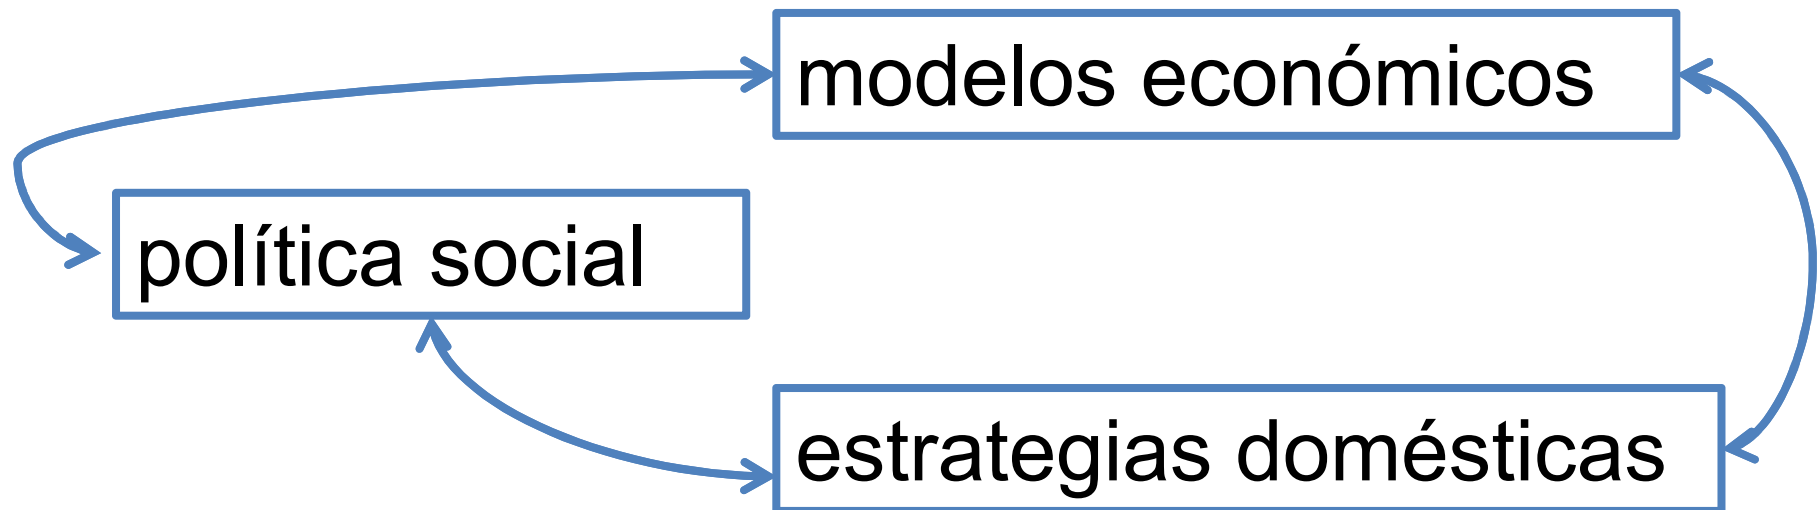 modelos económicos
política social
estrategias domésticas